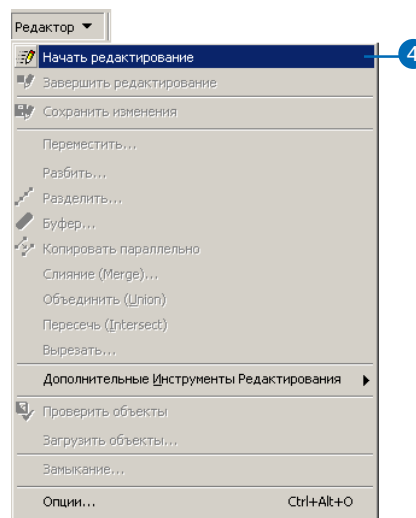 Редактор
Начать редактирование
4
Завершить редактирование
Сохранить изменения
Переместить...
Разбить...
Разделить...
Буфер...
Копировать параллельно
Слияние (Merge)...
Объединить (Union)
Пересечь (Intersect)
Вырезать...
Дополнительные Инструменты Редактирования
Проверить объекты
Загрузить объекты...
Замыкание...
Опции... Ctrl+Alt+O